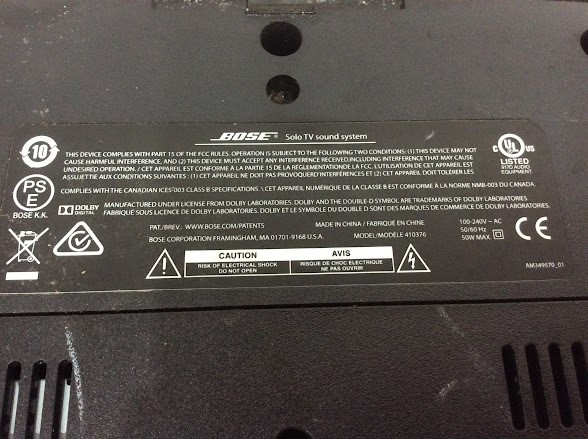 BOSE® Solo TV sound system
10
THIS DEVICE COMPLIES WITH PART 15 OF THE FCC RULES. OPERATION IS SUBJECT TO THE FOLLOWING TWO CONDITIONS: (1) THIS DEVICE MAY NOT
CAUSE HARMFUL INTERFERENCE, AND (2) THIS DEVICE MUST ACCEPT ANY INTERFERENCE RECEIVED, INCLUDING INTERFERENCE THAT MAY CAUSE
UNDESIRED OPERATION. / CET APPAREIL EST CONFORME À LA PARTIE 15 DE LA RÉGLEMENTATION DE LA FCC. L'UTILISATION DE CET APPAREIL EST
ASSUJETTIE AUX CONDITIONS SUIVANTES: (1) CET APPAREIL NE DOIT PAS PROVOQUER D'INTERFÉRENCES ET (2) CET APPAREIL DOIT TOLÉRER LES
C UL US
LISTED
E.EQUIPMENT
PS
E
BOSE K.K.
COMPLIES WITH THE CANADIAN ICES-003 CLASS B SPECIFICATIONS. \ CET APPAREIL NUMÉRIQUE DE LA CLASSE B EST CONFORME À LA NORME NMB-003 DU CANADA.
DOLBY
DIGITAL
MANUFACTURED UNDER LICENSE FROM DOLBY LABORATORIES. DOLBY AND THE DOUBLE-D SYMBOL ARE TRADEMARKS OF DOLBY LABORATORIES.
FABRIQUÉ SOUS LICENCE DE DOLBY LABORATORIES. DOLBY ET LE SYMBOLE DU DOUBLE D SONT DES MARQUES DE DOLBY LABORATORIES.
PAT./BREV.: WWW.BOSE.COM/PATENTS
MADE IN CHINA / FABRIQUÉ EN CHINE
BOSE CORPORATION FRAMINGHAM, MA 01701-9168 U.S.A.
MODEL/MODÈLE 410376
100-240V ~ AC
50/60 Hz
50W MAX
CE
CAUTION
RISK OF ELECTRICAL SHOCK
DO NOT OPEN
AVIS
RISQUE DE CHOC ELECTRIQUE
NE PAS OUVRIR
AM349570_01